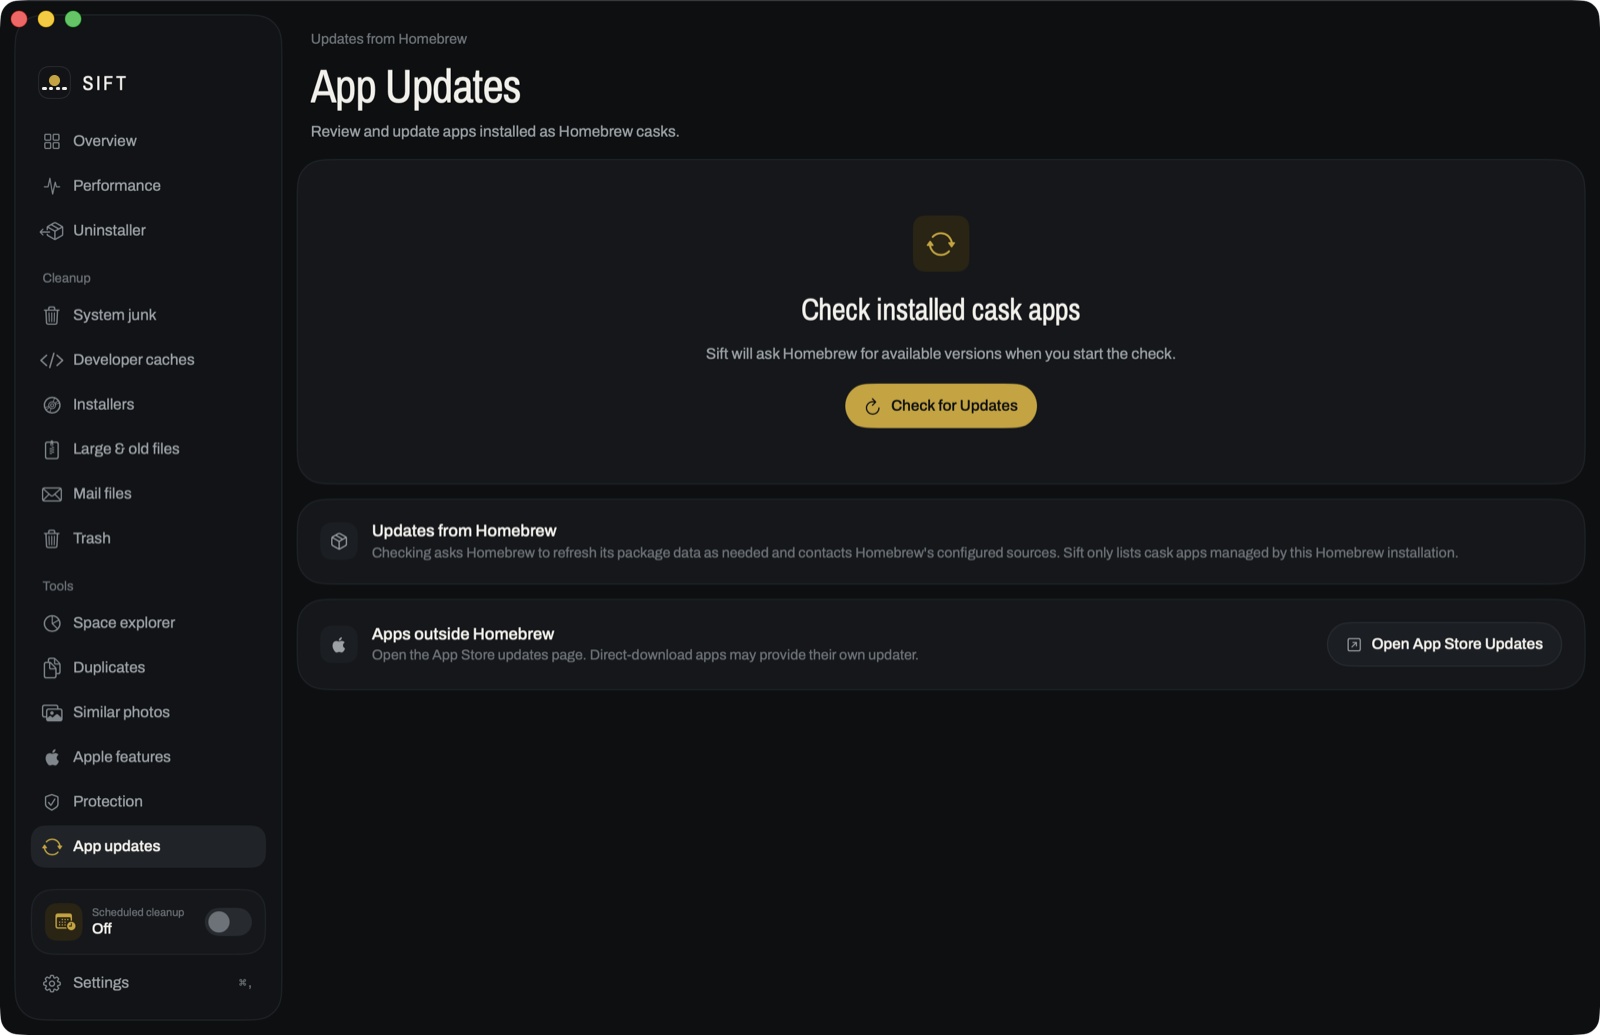 SIFT
Overview
Performance
Uninstaller
Cleanup
System junk
Developer caches
Installers
Large & old files
Mail files
Trash
Tools
Space explorer
Duplicates
Similar photos
Apple features
Protection
App updates
Scheduled cleanup
Off
Settings ⌘,
Updates from Homebrew
App Updates
Review and update apps installed as Homebrew casks.
Check installed cask apps
Sift will ask Homebrew for available versions when you start the check.
Check for Updates
Updates from Homebrew
Checking asks Homebrew to refresh its package data as needed and contacts Homebrew's configured sources. Sift only lists cask apps managed by this Homebrew installation.
Apps outside Homebrew
Open the App Store updates page. Direct-download apps may provide their own updater.
Open App Store Updates